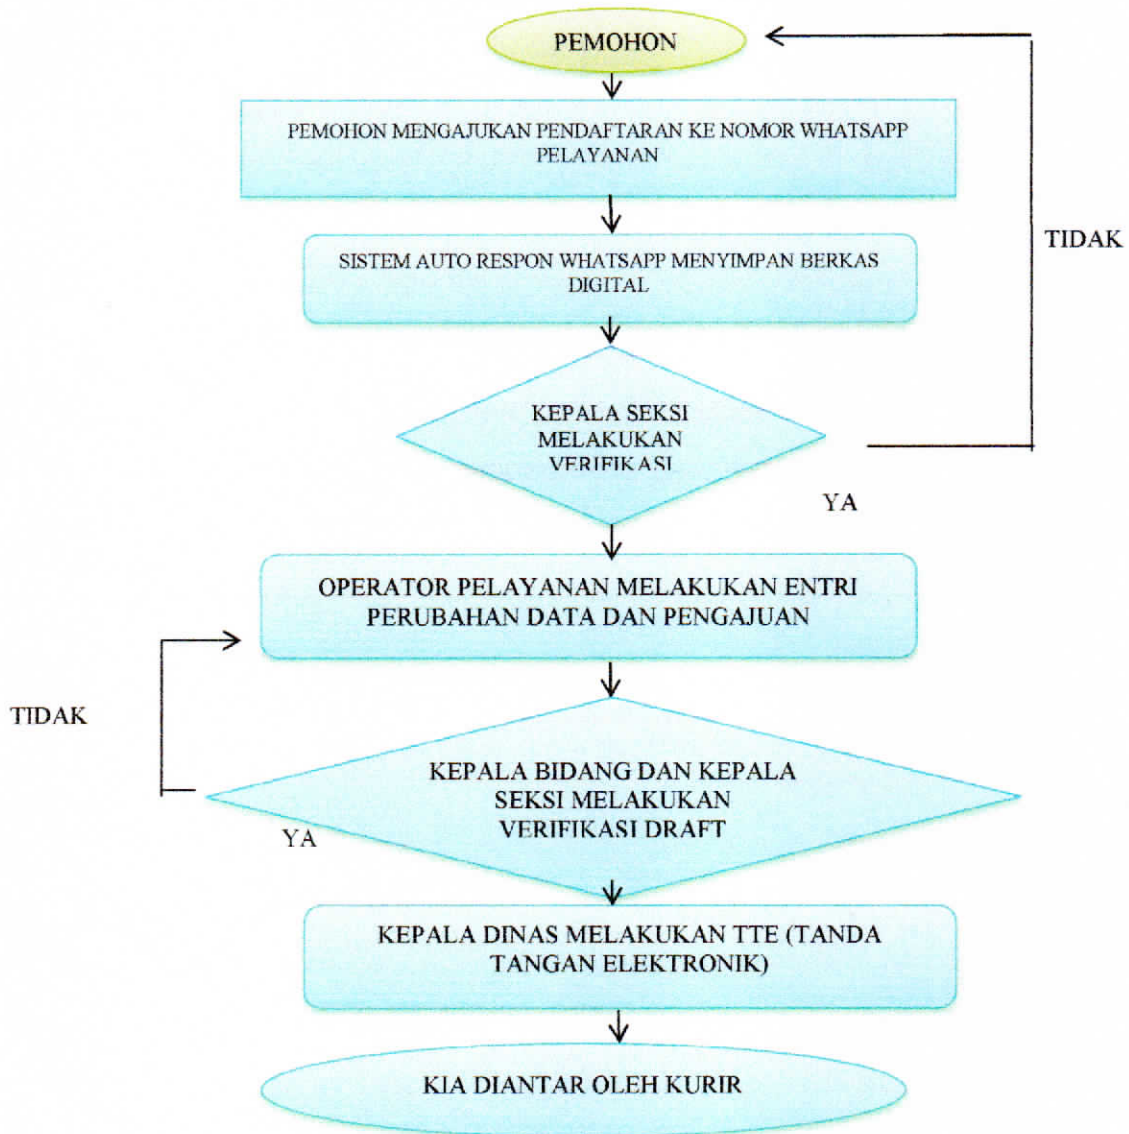 PEMOHON
PEMOHON MENGAJUKAN PENDAFTARAN KE NOMOR WHATSAPP
PELAYANAN
TIDAK
SISTEM AUTO RESPON WHATSAPP MENYIMPAN BERKAS
DIGITAL
KEPALA SEKSI
MELAKUKAN
VERIFIKASI
YA
OPERATOR PELAYANAN MELAKUKAN ENTRI
PERUBAHAN DATA DAN PENGAJUAN
TIDAK
KEPALA BIDANG DAN KEPALA
SEKSI MELAKUKAN
VERIFIKASI DRAFT
YA
KEPALA DINAS MELAKUKAN TTE (TANDA
TANGAN ELEKTRONIK)
KIA DIANTAR OLEH KURIR